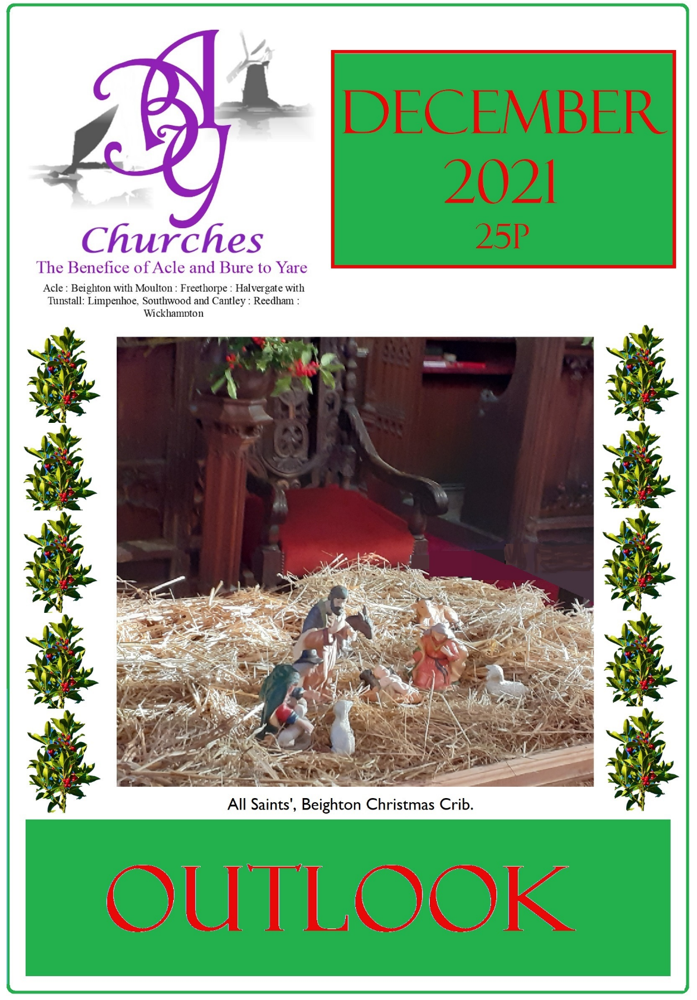 BAY
Churches
The Benefice of Acle and Bure to Yare
Acle : Beighton with Moulton : Freethorpe : Halvergate with
Tunstall: Limpenhoe, Southwood and Cantley : Reedham :
Wickhampton
DECEMBER
2021
25P
All Saints', Beighton Christmas Crib.
OUTLOOK